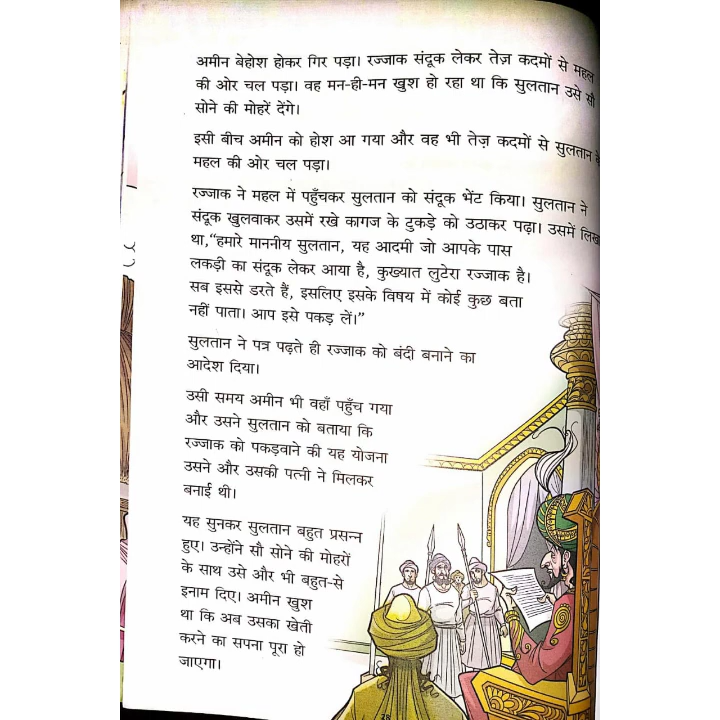 अमीन बेहोश होकर गिर पड़ा। रज्जाक संदूक लेकर तेज़ कदमों से महल
की ओर चल पड़ा। वह मन-ही-मन खुश हो रहा था कि सुलतान उसे सौ
सोने की मोहरें देंगे।
इसी बीच अमीन को होश आ गया और वह भी तेज़ कदमों से सुलतान के
महल की ओर चल पड़ा।
रज्जाक ने महल में पहुँचकर सुलतान को संदूक भेंट किया। सुलतान ने
संदूक खुलवाकर उसमें रखे कागज के टुकड़े को उठाकर पढ़ा। उसमें लिखा
था,“हमारे माननीय सुलतान, यह आदमी जो आपके पास
लकड़ी का संदूक लेकर आया है, कुख्यात लुटेरा रज्जाक है।
सब इससे डरते हैं, इसलिए इसके विषय में कोई कुछ बता
नहीं पाता। आप इसे पकड़ लें।”
सुलतान ने पत्र पढ़ते ही रज्जाक को बंदी बनाने का
आदेश दिया।
उसी समय अमीन भी वहाँ पहुँच गया
और उसने सुलतान को बताया कि
रज्जाक को पकड़वाने की यह योजना
उसने और उसकी पत्नी ने मिलकर
बनाई थी।
यह सुनकर सुलतान बहुत प्रसन्न
हुए। उन्होंने सौ सोने की मोहरों
के साथ उसे और भी बहुत-से
इनाम दिए। अमीन खुश
था कि अब उसका खेती
करने का सपना पूरा हो
जाएगा।
28